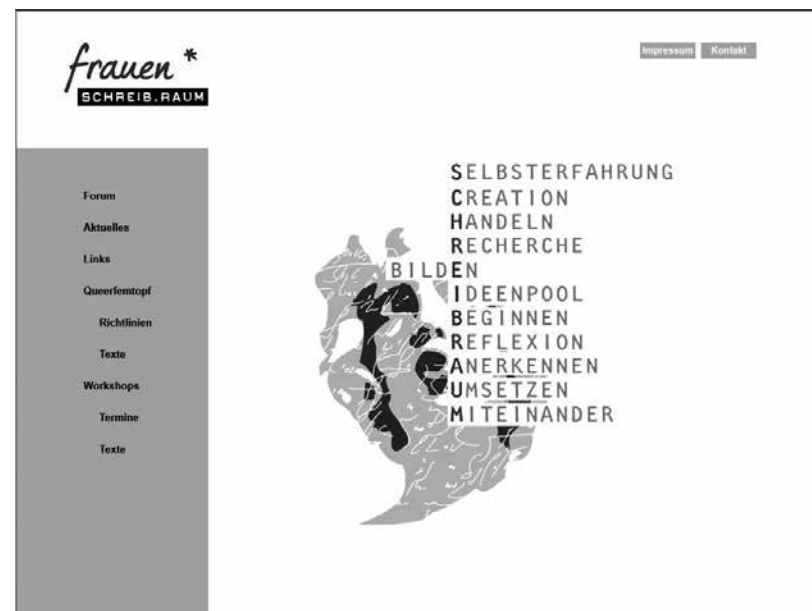 frauen *
SCHREIB.RAUM
Impressum Kontakt
Forum
Aktuelles
Links
Queerfemtopf
Richtlinien
Texte
Workshops
Termine
Texte
SELBSTERFAHRUNG
CREATION
HANDELN
RECHERCHE
BILDEN
IDEENPOOL
BEGINNEN
REFLEXION
ANERKENNEN
UMSETZEN
MITEINANDER